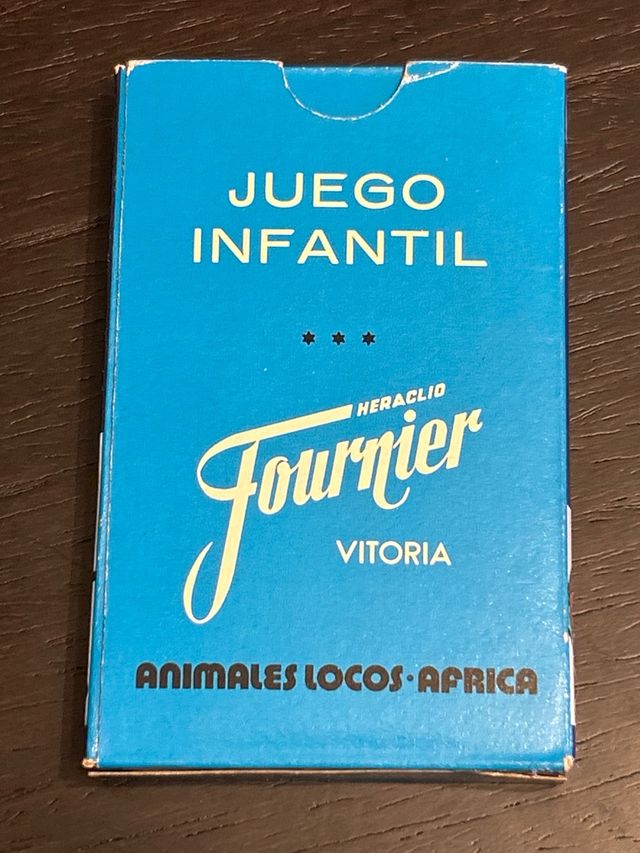 JUEGO
INFANTIL
HERACLIO
Fournier
VITORIA
ANIMALES LOCOS·AFRICA